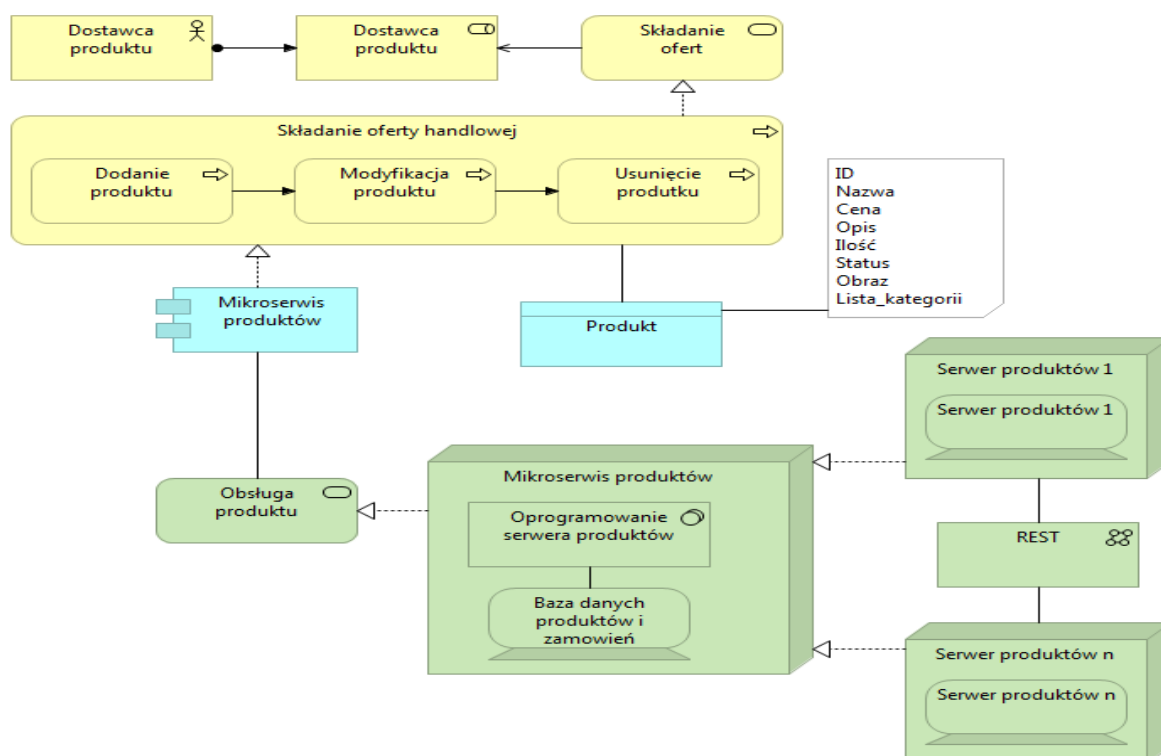 Dostawca
produktu
Dostawca
produktu
Składanie
ofert
Składanie oferty handlowej
Dodanie
produktu
Modyfikacja
produktu
Usunięcie
produtku
ID
Nazwa
Cena
Opis
Ilość
Status
Obraz
Lista_kategorii
Mikroserwis
produktów
Produkt
Serwer produktów 1
Serwer produktów 1
Mikroserwis produktów
Obsługa
produktu
Oprogramowanie
serwera produktów
REST
Baza danych
produktów i
zamowień
Serwer produktów n
Serwer produktów n